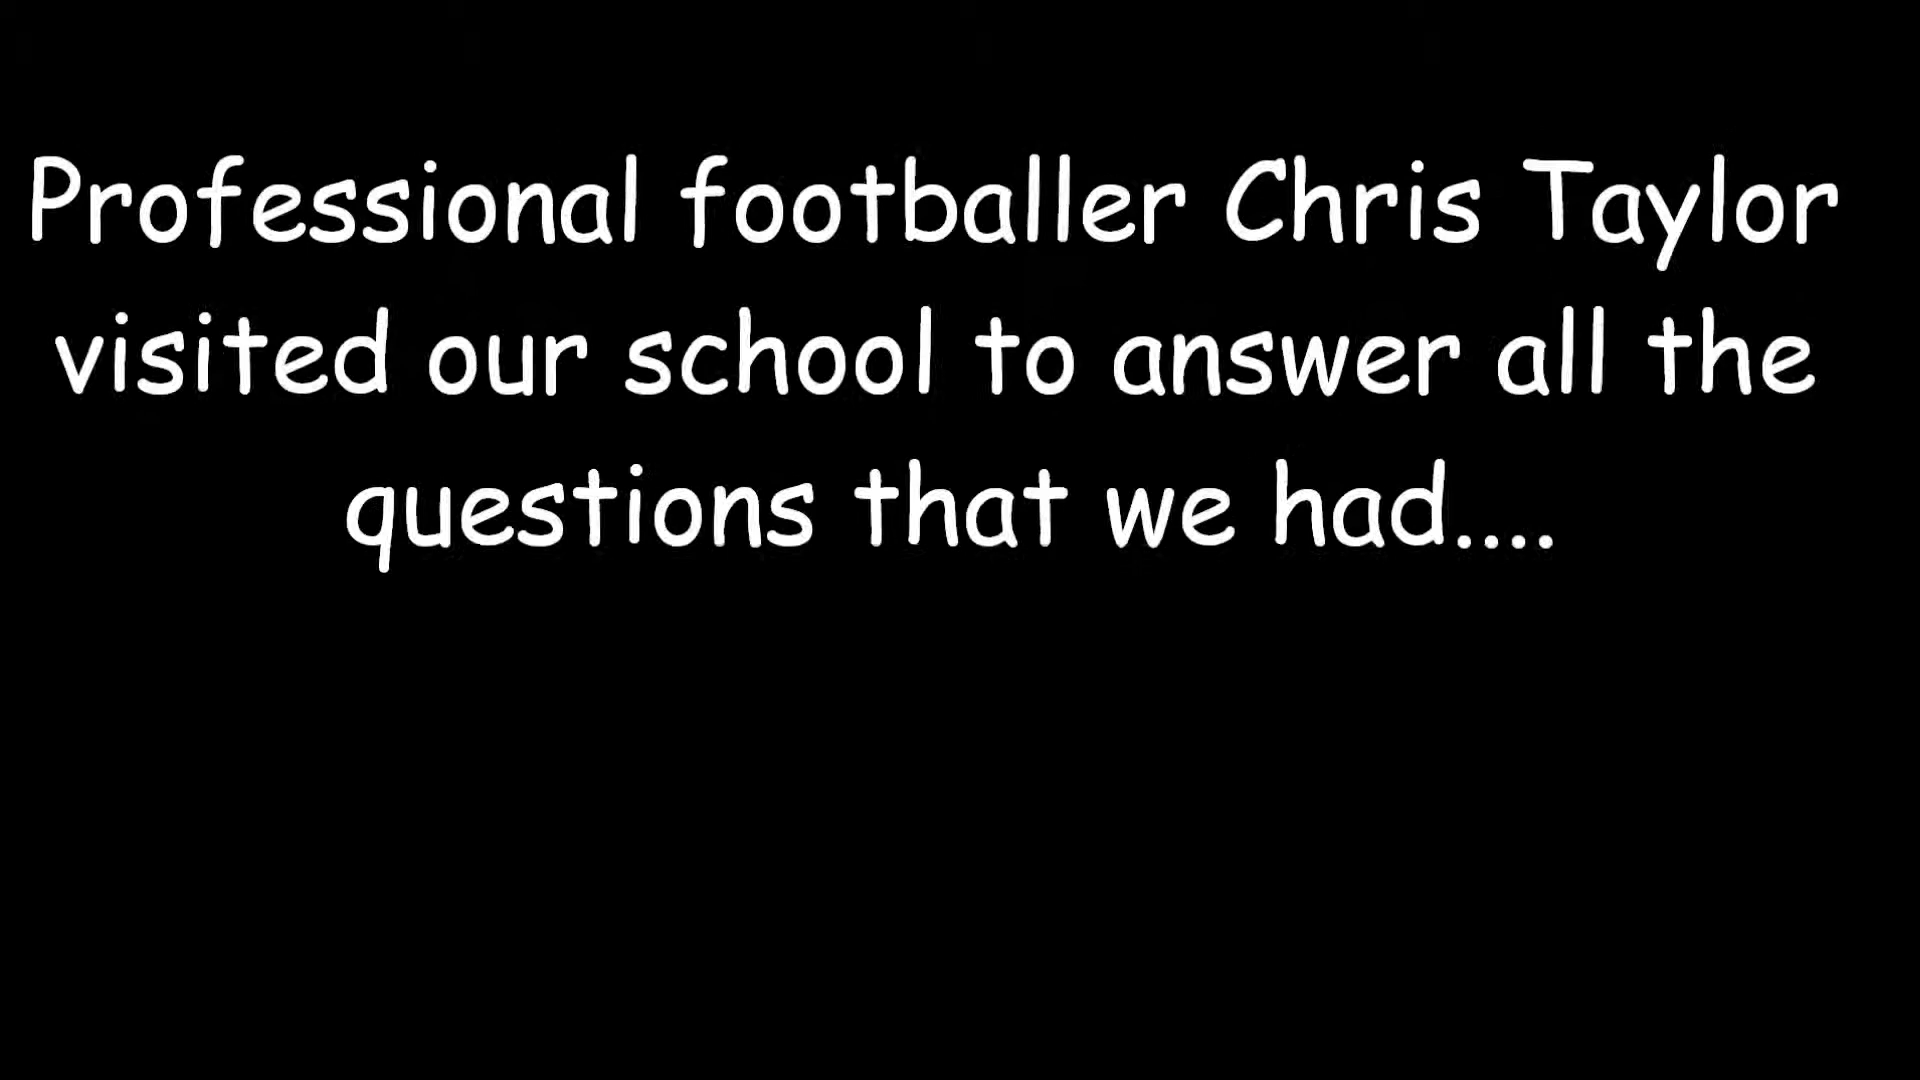 Professional footballer Chris Taylor
visited our school to answer all the
questions that we had....